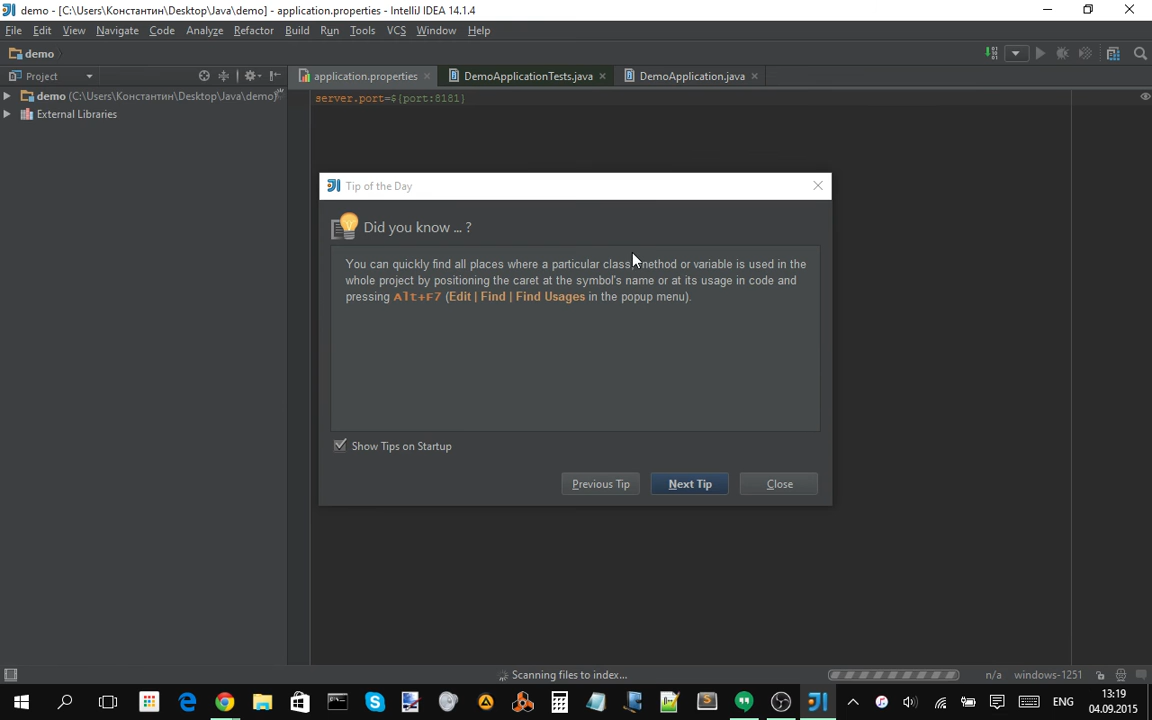 demo - [C:\Users\Константин\Desktop\Java\demo] - application.properties - IntelliJ IDEA 14.1.4
File Edit View Navigate Code Analyze Refactor Build Run Tools VCS Window Help
demo
Project
application.properties DemoApplicationTests.java DemoApplication.java
demo (C:\Users\Константин\Desktop\Java\demo)
server.port=${port:8181}
External Libraries
Tip of the Day
Did you know ... ?
You can quickly find all places where a particular class, method or variable is used in the
whole project by positioning the caret at the symbol's name or at its usage in code and
pressing Alt+F7 (Edit | Find | Find Usages in the popup menu).
Show Tips on Startup
Previous Tip Next Tip Close
Scanning files to index... n/a windows-1251
ENG
13:19
04.09.2015